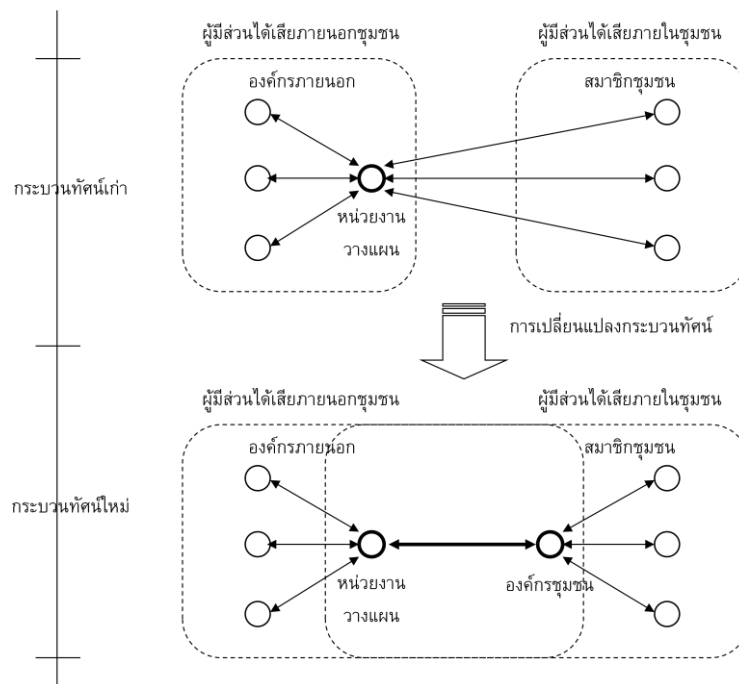 ผู้มีส่วนได้เสียภายนอกชุมชน
ผู้มีส่วนได้เสียภายในชุมชน
องค์กรภายนอก
สมาชิกชุมชน
กระบวนทัศน์เก่า
หน่วยงาน
วางแผน
การเปลี่ยนแปลงกระบวนทัศน์
ผู้มีส่วนได้เสียภายนอกชุมชน
ผู้มีส่วนได้เสียภายในชุมชน
องค์กรภายนอก
สมาชิกชุมชน
กระบวนทัศน์ใหม่
หน่วยงาน
วางแผน
องค์กรชุมชน